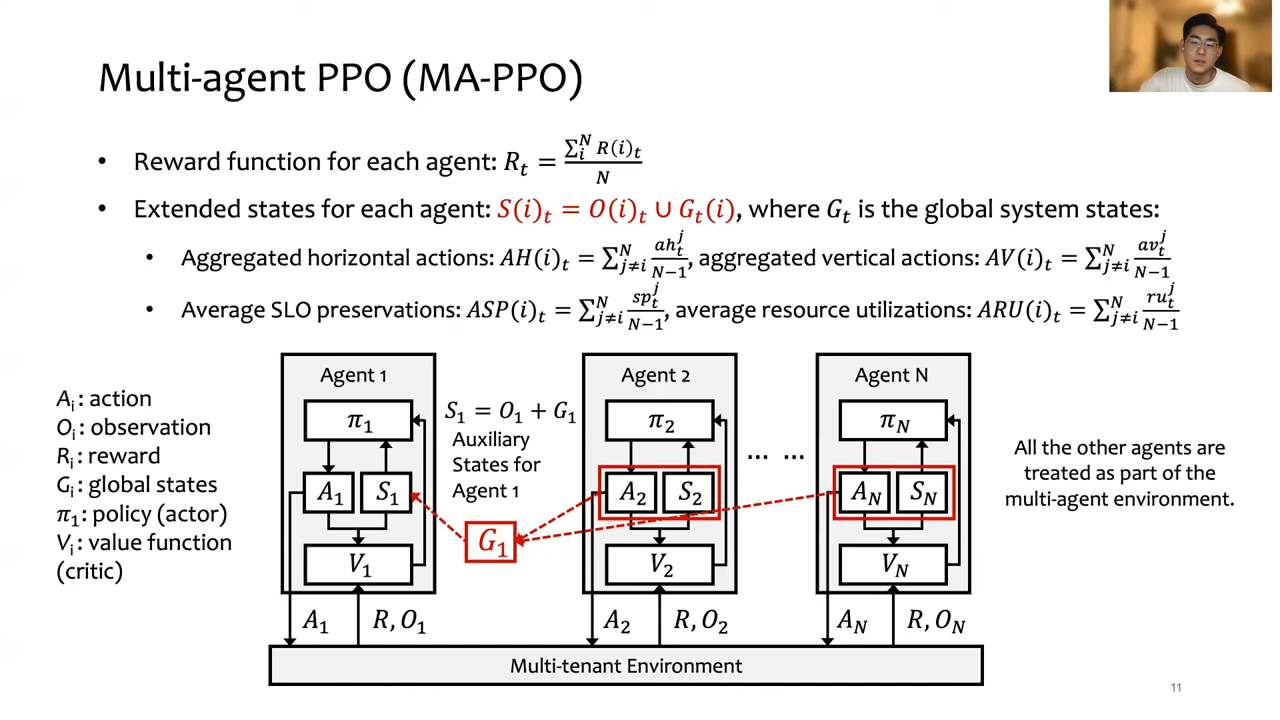 Multi-agent PPO (MA-PPO)
• Reward function for each agent: R_t = ∑_i^N R(i)_t / N
• Extended states for each agent: S(i)_t = O(i)_t ∪ G_t(i), where G_t is the global system states:
• Aggregated horizontal actions: AH(i)_t = ∑_{j≠i}^N ah_t^j / N−1, aggregated vertical actions: AV(i)_t = ∑_{j≠i}^N av_t^j / N−1
• Average SLO preservations: ASP(i)_t = ∑_{j≠i}^N sp_t^j / N−1, average resource utilizations: ARU(i)_t = ∑_{j≠i}^N ru_t^j / N−1
A_i : action
O_i : observation
R_i : reward
G_i : global states
π_1 : policy (actor)
V_i : value function
(critic)
Agent 1
π_1
A_1 S_1
V_1
A_1 R, O_1
S_1 = O_1 + G_1
Auxiliary
States for
Agent 1
G_1
Agent 2
π_2
A_2 S_2
V_2
A_2 R, O_2
... ...
Agent N
π_N
A_N S_N
V_N
A_N R, O_N
All the other agents are
treated as part of the
multi-agent environment.
Multi-tenant Environment
11